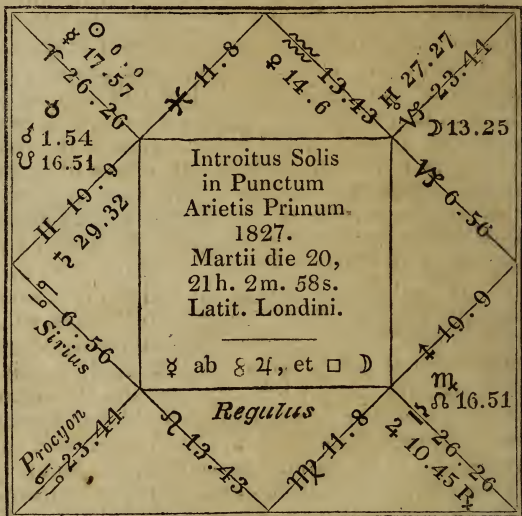 ☿ ☉ 0.0
17.57
♈ 26.26
♓ 11.8
♒ 13.43
♀ 14.6
♅ 27.27
♑ 23.44
☽ 13.25
♉
♂ 1.54
☋ 16.51
♑ 6.56
♊ 19.9
♄ 29.32
Introitus Solis
in Punctum
Arietis Primum.
1827.
Martii die 20,
21h. 2m. 58s.
Latit. Londini.
☿ ab ☍ ♃, et □ ☽
♋ 6.56
Sirius
♐ 19.9
♏
☊ 16.51
♎ 26.26
♃ 10.45 ℞
Procyon
♋ 23.44
♌ 13.43
Regulus
♍ 11.8